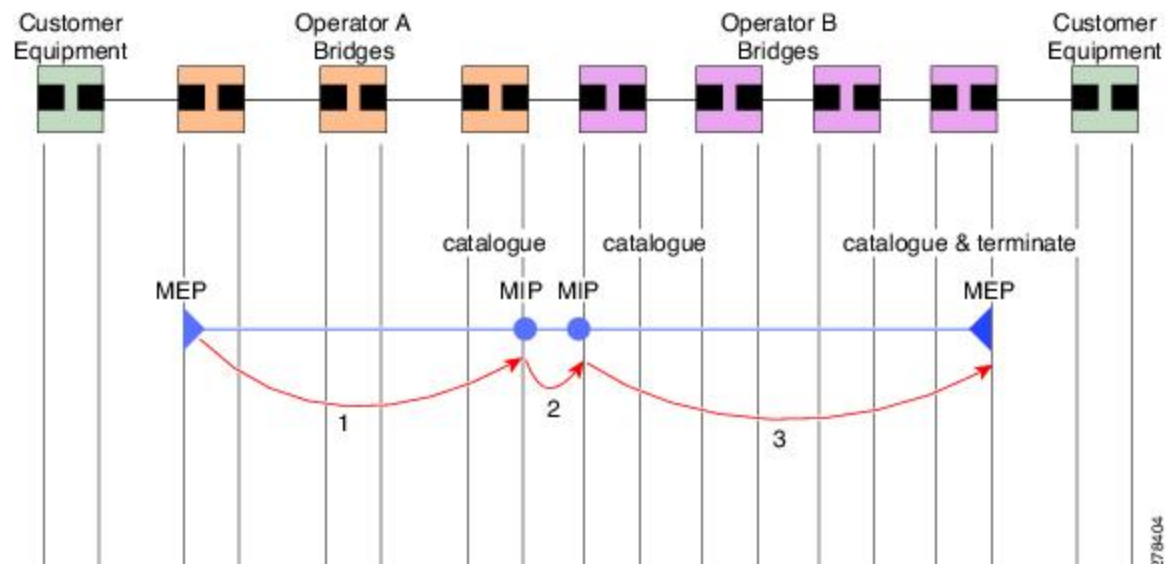 Customer
Equipment
Operator A
Bridges
Operator B
Bridges
Customer
Equipment
catalogue
catalogue
catalogue & terminate
MEP
MIP
MIP
MEP
1
2
3
278404